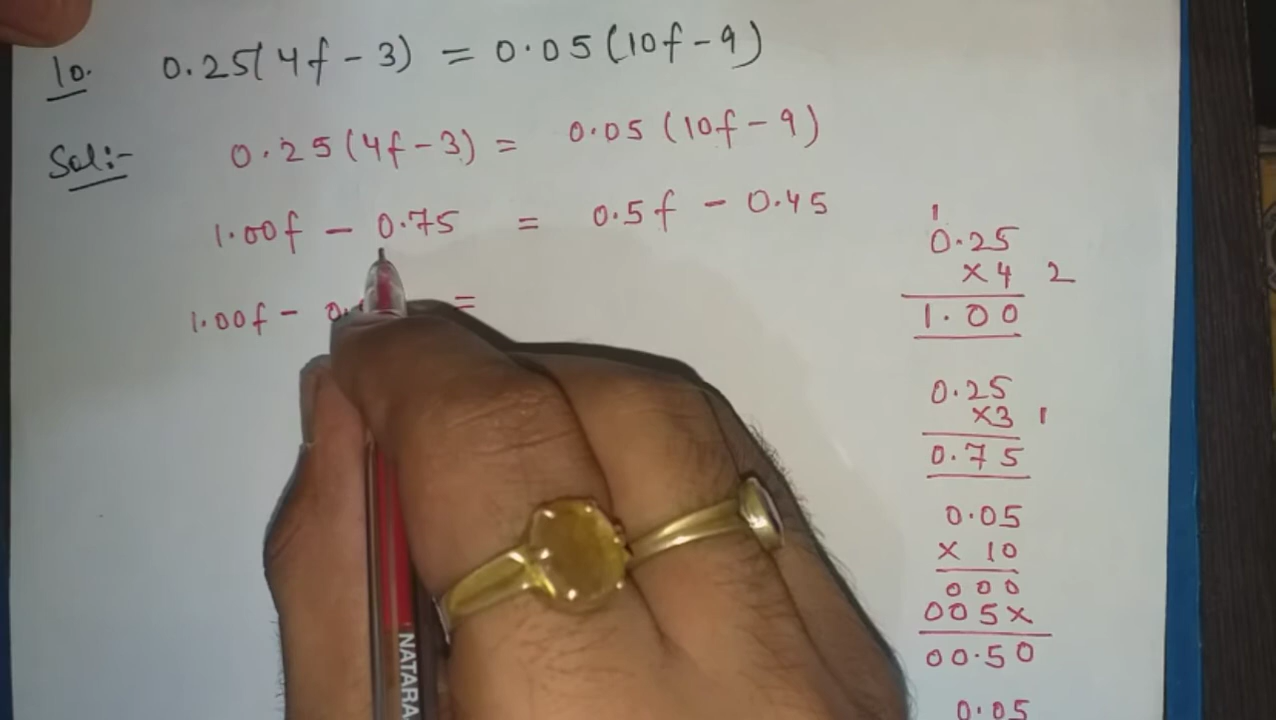 10. 0.25(4f - 3) = 0.05(10f - 9)
Sol:- 0.25(4f - 3) = 0.05(10f - 9)
1.00f - 0.75 = 0.5f - 0.45
1.00f - 0. =
1
0.25
×4 2
1.00
0.25
×3 1
0.75
0.05
× 10
000
005×
00.50
0.05
NATARA